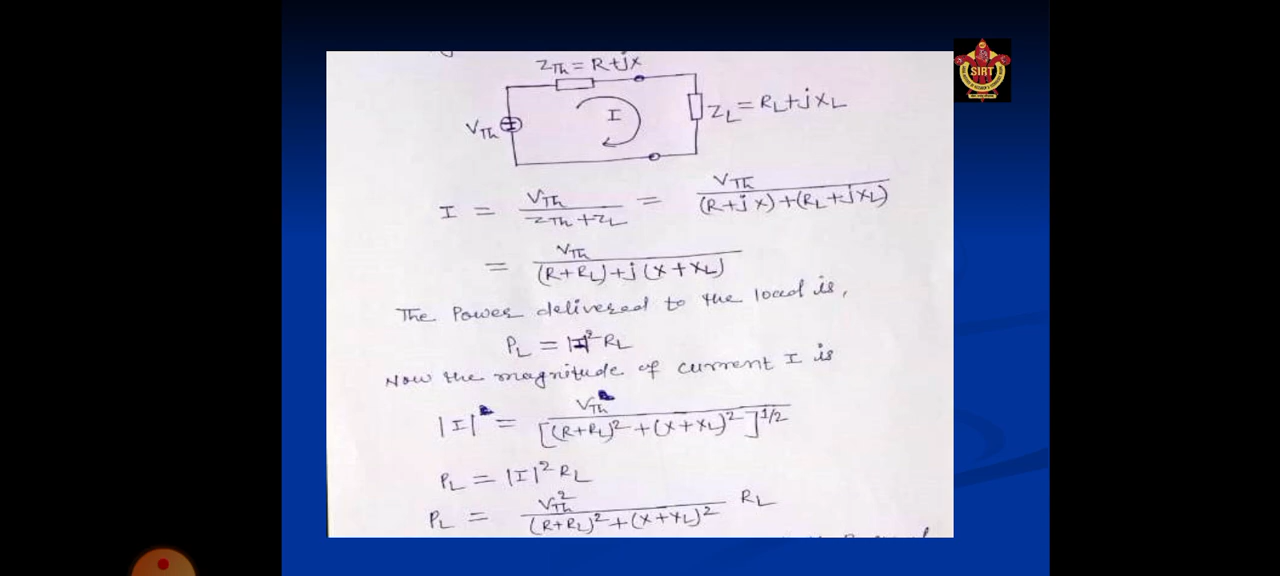 Z_Th = R+jX
V_Th
I
Z_L = R_L+jX_L
I = V_Th / (Z_Th + Z_L) = V_Th / ((R+jX)+(R_L+jX_L))
= V_Th / ((R+R_L)+j(X+X_L))
The Power delivered to the load is,
P_L = |I|² R_L
Now the magnitude of current I is
|I| = V_Th / [(R+R_L)²+(X+X_L)²]^1/2
P_L = |I|² R_L
P_L = V_Th² / ((R+R_L)²+(X+X_L)²) R_L
SIRT